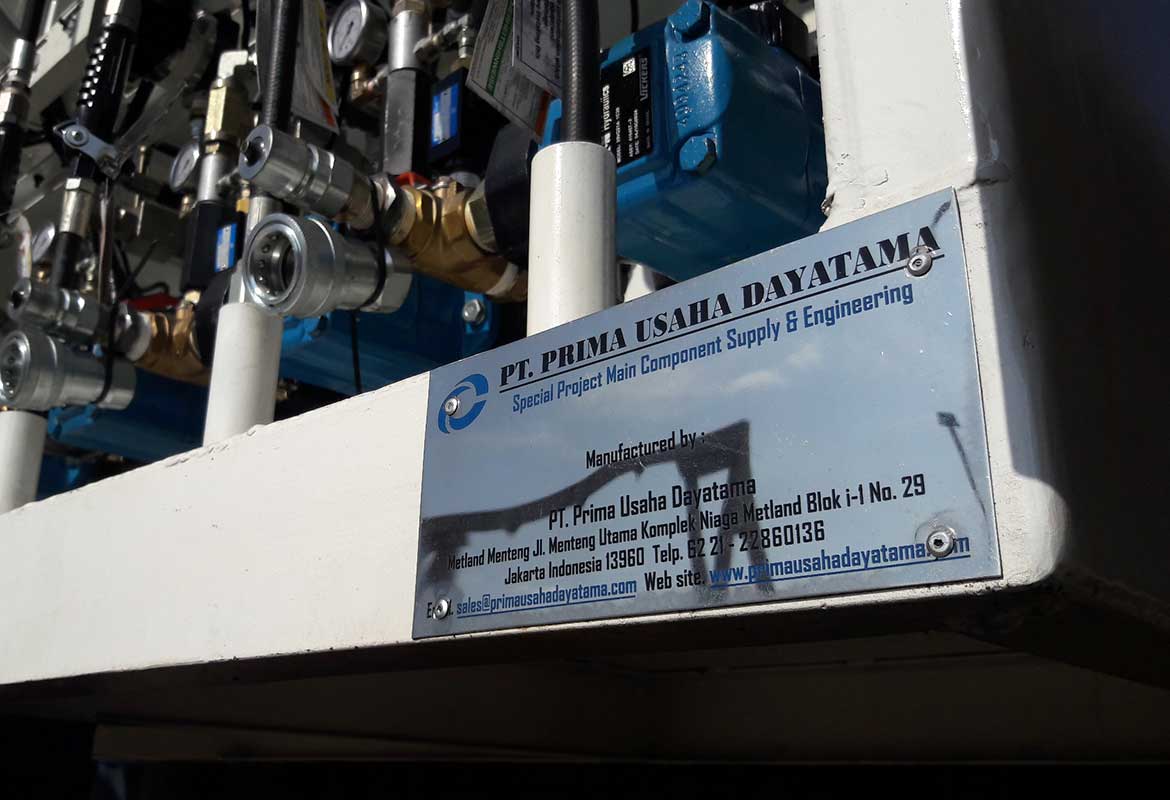 Hydraulics
VICKERS
PT. PRIMA USAHA DAYATAMA
Special Project Main Component Supply & Engineering
Manufactured by :
PT. Prima Usaha Dayatama
Metland Menteng Jl. Menteng Utama Komplek Niaga Metland Blok i-1 No. 29
Jakarta Indonesia 13960 Telp. 62 21 - 22860136
sales@primausahadayatama.com Web site. www.primausahadayatama.com